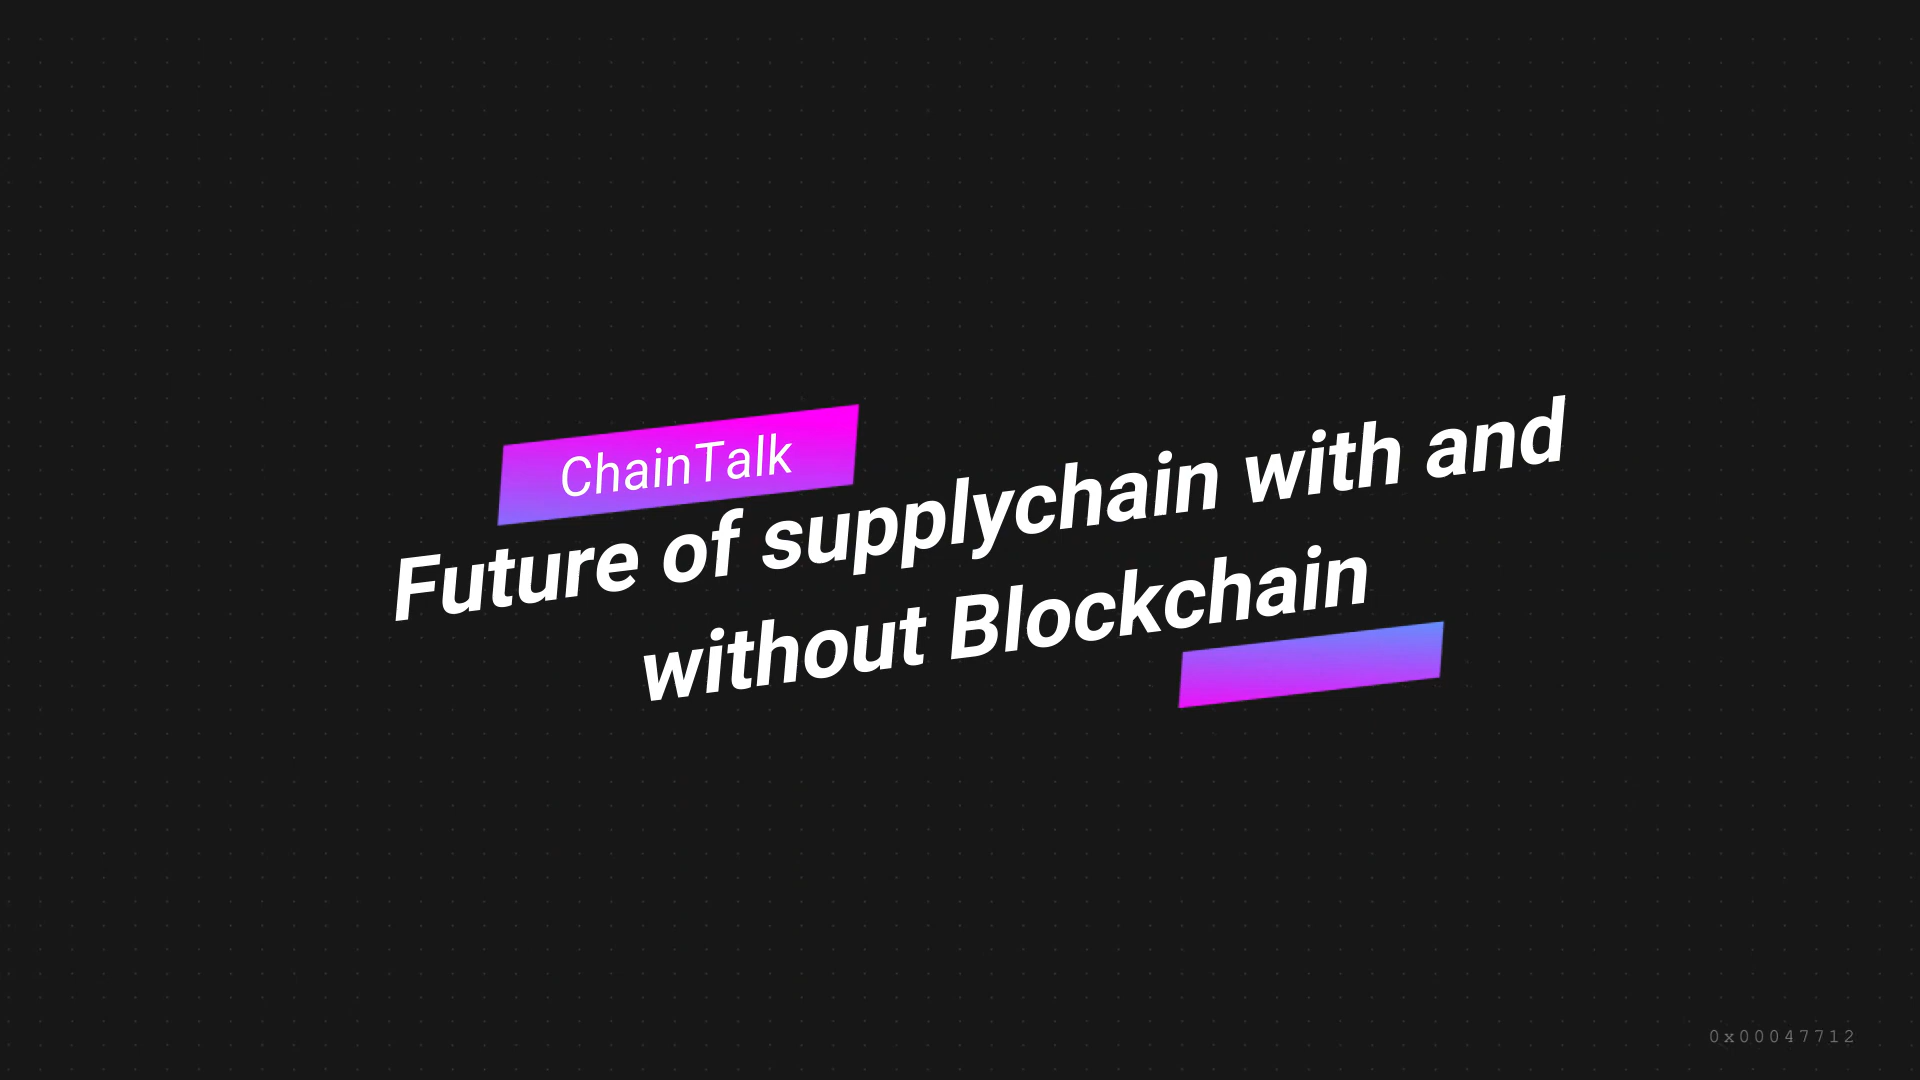 ChainTalk
Future of supplychain with and
without Blockchain
0x00047712